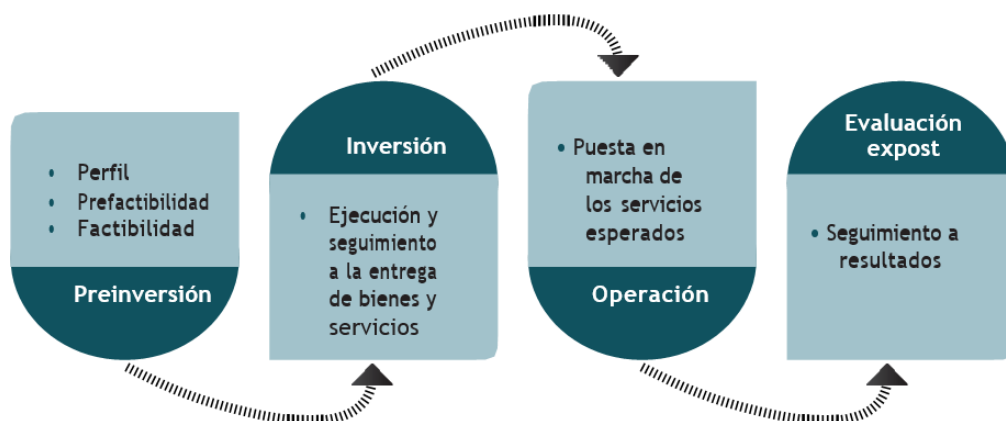 • Perfil
• Prefactibilidad
• Factibilidad
Preinversión
Inversión
• Ejecución y
seguimiento
a la entrega
de bienes y
servicios
• Puesta en
marcha de
los servicios
esperados
Operación
Evaluación
expost
• Seguimiento a
resultados